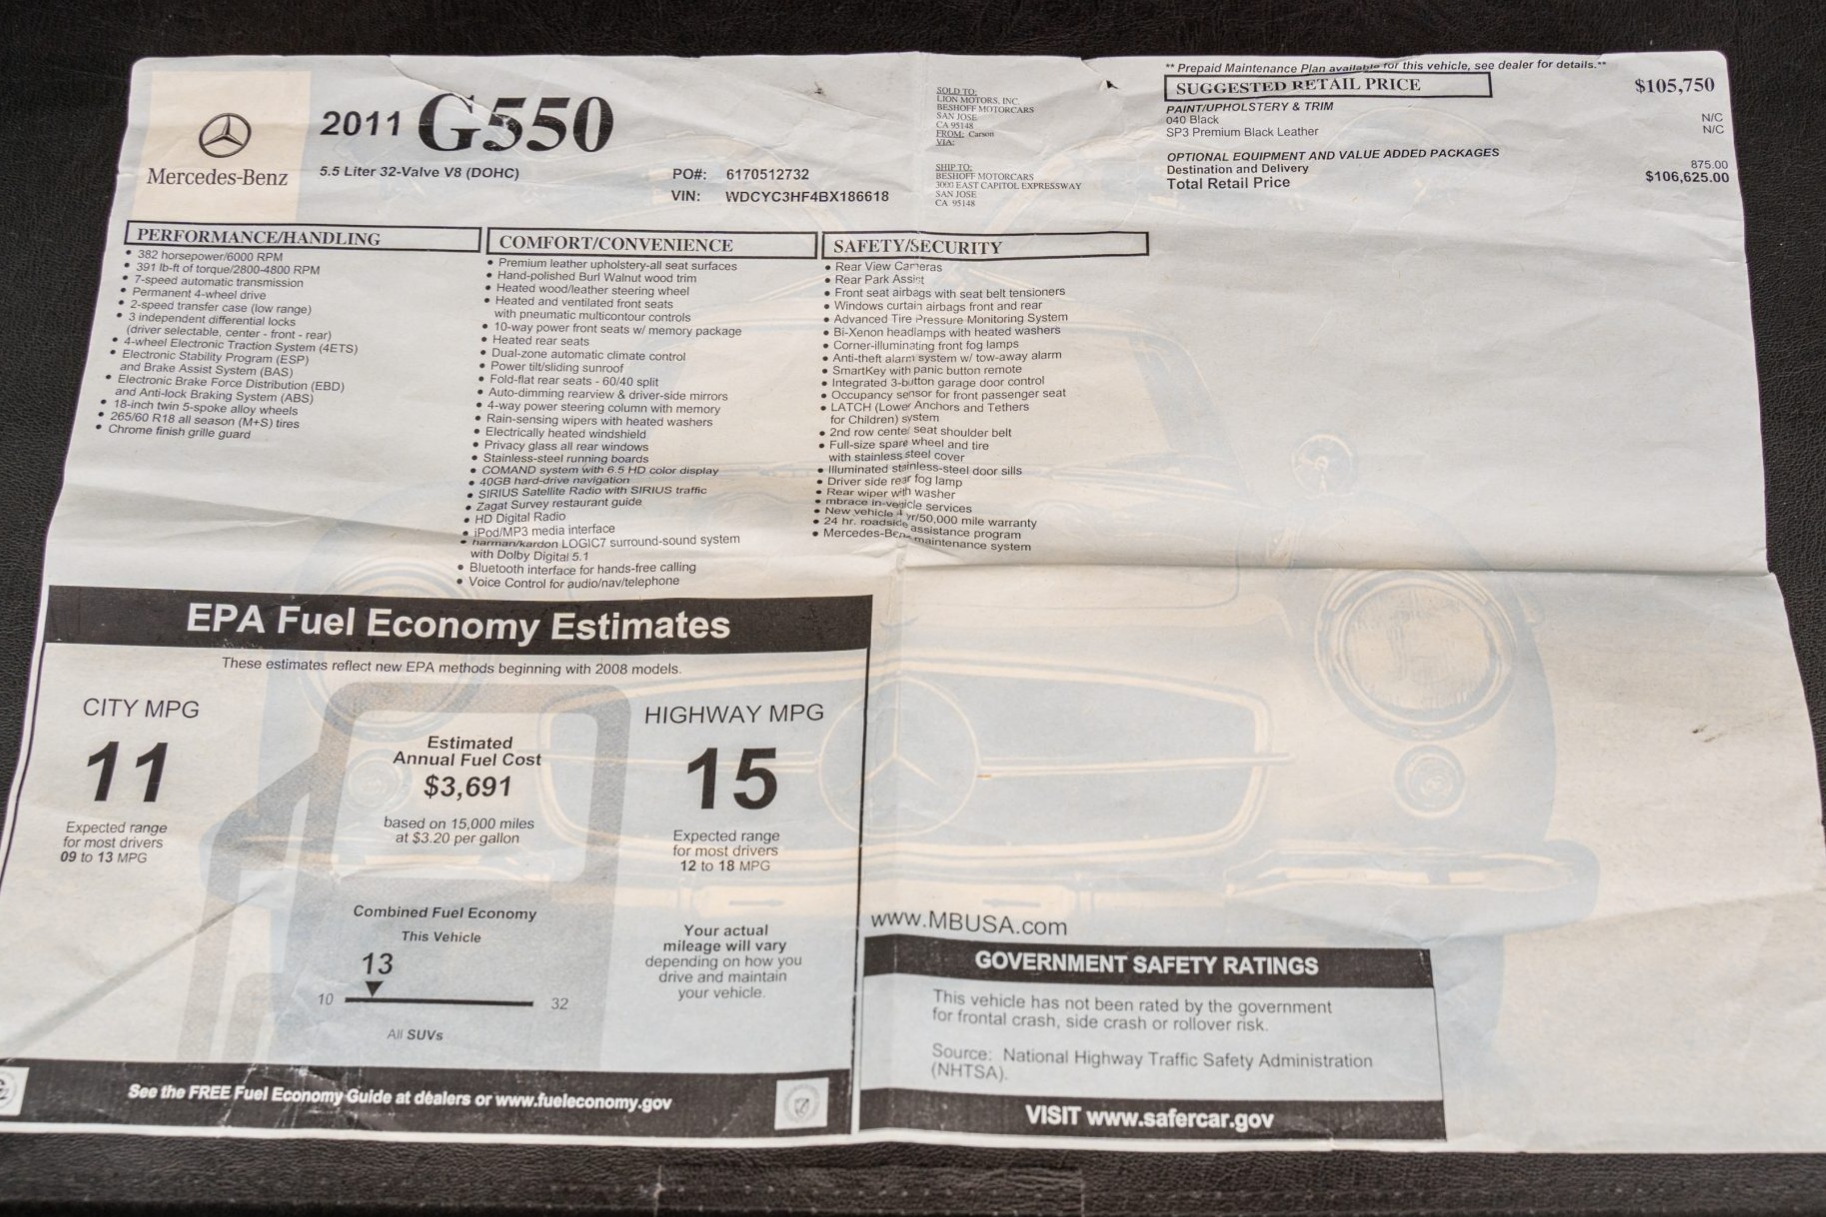 ** Prepaid Maintenance Plan available for this vehicle, see dealer for details.**
Mercedes-Benz
2011 G550
5.5 Liter 32-Valve V8 (DOHC)
PO#: 6170512732
VIN: WDCYC3HF4BX186618
SOLD TO:
LION MOTORS, INC.
BESHOFF MOTORCARS
SAN JOSE
CA 95148
FROM: Carson
VIA:
SHIP TO:
BESHOFF MOTORCARS
3000 EAST CAPITOL EXPRESSWAY
SAN JOSE
CA 95148
SUGGESTED RETAIL PRICE $105,750
PAINT/UPHOLSTERY & TRIM
040 Black N/C
SP3 Premium Black Leather N/C
OPTIONAL EQUIPMENT AND VALUE ADDED PACKAGES
Destination and Delivery 875.00
Total Retail Price $106,625.00
PERFORMANCE/HANDLING
• 382 horsepower/6000 RPM
• 391 lb-ft of torque/2800-4800 RPM
• 7-speed automatic transmission
• Permanent 4-wheel drive
• 2-speed transfer case (low range)
• 3 independent differential locks
(driver selectable, center - front - rear)
• 4-wheel Electronic Traction System (4ETS)
• Electronic Stability Program (ESP)
and Brake Assist System (BAS)
• Electronic Brake Force Distribution (EBD)
and Anti-lock Braking System (ABS)
• 18-inch twin 5-spoke alloy wheels
• 265/60 R18 all season (M+S) tires
• Chrome finish grille guard
COMFORT/CONVENIENCE
• Premium leather upholstery-all seat surfaces
• Hand-polished Burl Walnut wood trim
• Heated wood/leather steering wheel
• Heated and ventilated front seats
with pneumatic multicontour controls
• 10-way power front seats w/ memory package
• Heated rear seats
• Dual-zone automatic climate control
• Power tilt/sliding sunroof
• Fold-flat rear seats - 60/40 split
• Auto-dimming rearview & driver-side mirrors
• 4-way power steering column with memory
• Rain-sensing wipers with heated washers
• Electrically heated windshield
• Privacy glass all rear windows
• Stainless-steel running boards
• COMAND system with 6.5 HD color display
• 40GB hard-drive navigation
• SIRIUS Satellite Radio with SIRIUS traffic
• Zagat Survey restaurant guide
• HD Digital Radio
• iPod/MP3 media interface
• harman/kardon LOGIC7 surround-sound system
with Dolby Digital 5.1
• Bluetooth interface for hands-free calling
• Voice Control for audio/nav/telephone
SAFETY/SECURITY
• Rear View Cameras
• Rear Park Assist
• Front seat airbags with seat belt tensioners
• Windows curtain airbags front and rear
• Advanced Tire Pressure Monitoring System
• Bi-Xenon headlamps with heated washers
• Corner-illuminating front fog lamps
• Anti-theft alarm system w/ tow-away alarm
• SmartKey with panic button remote
• Integrated 3-button garage door control
• Occupancy sensor for front passenger seat
• LATCH (Lower Anchors and Tethers
for Children) system
• 2nd row center seat shoulder belt
• Full-size spare wheel and tire
with stainless steel cover
• Illuminated stainless-steel door sills
• Driver side rear fog lamp
• Rear wiper with washer
• mbrace in-vehicle services
• New vehicle 4 yr/50,000 mile warranty
• 24 hr. roadside assistance program
• Mercedes-Benz maintenance system
EPA Fuel Economy Estimates
These estimates reflect new EPA methods beginning with 2008 models.
CITY MPG
11
Expected range
for most drivers
09 to 13 MPG
Estimated
Annual Fuel Cost
$3,691
based on 15,000 miles
at $3.20 per gallon
HIGHWAY MPG
15
Expected range
for most drivers
12 to 18 MPG
Combined Fuel Economy
This Vehicle
13
10 32
All SUVs
Your actual
mileage will vary
depending on how you
drive and maintain
your vehicle.
See the FREE Fuel Economy Guide at dealers or www.fueleconomy.gov
www.MBUSA.com
GOVERNMENT SAFETY RATINGS
This vehicle has not been rated by the government
for frontal crash, side crash or rollover risk.
Source: National Highway Traffic Safety Administration
(NHTSA).
VISIT www.safercar.gov